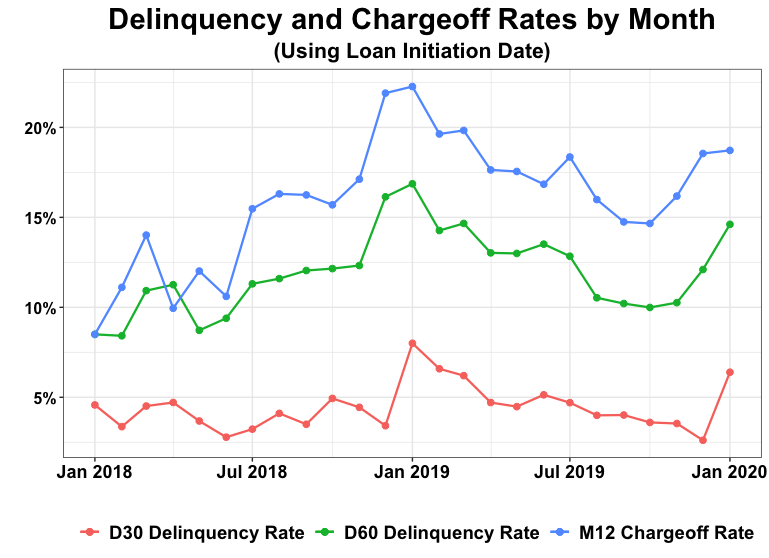 Delinquency and Chargeoff Rates by Month
(Using Loan Initiation Date)
20%
15%
10%
5%
Jan 2018 Jul 2018 Jan 2019 Jul 2019 Jan 2020
D30 Delinquency Rate D60 Delinquency Rate M12 Chargeoff Rate